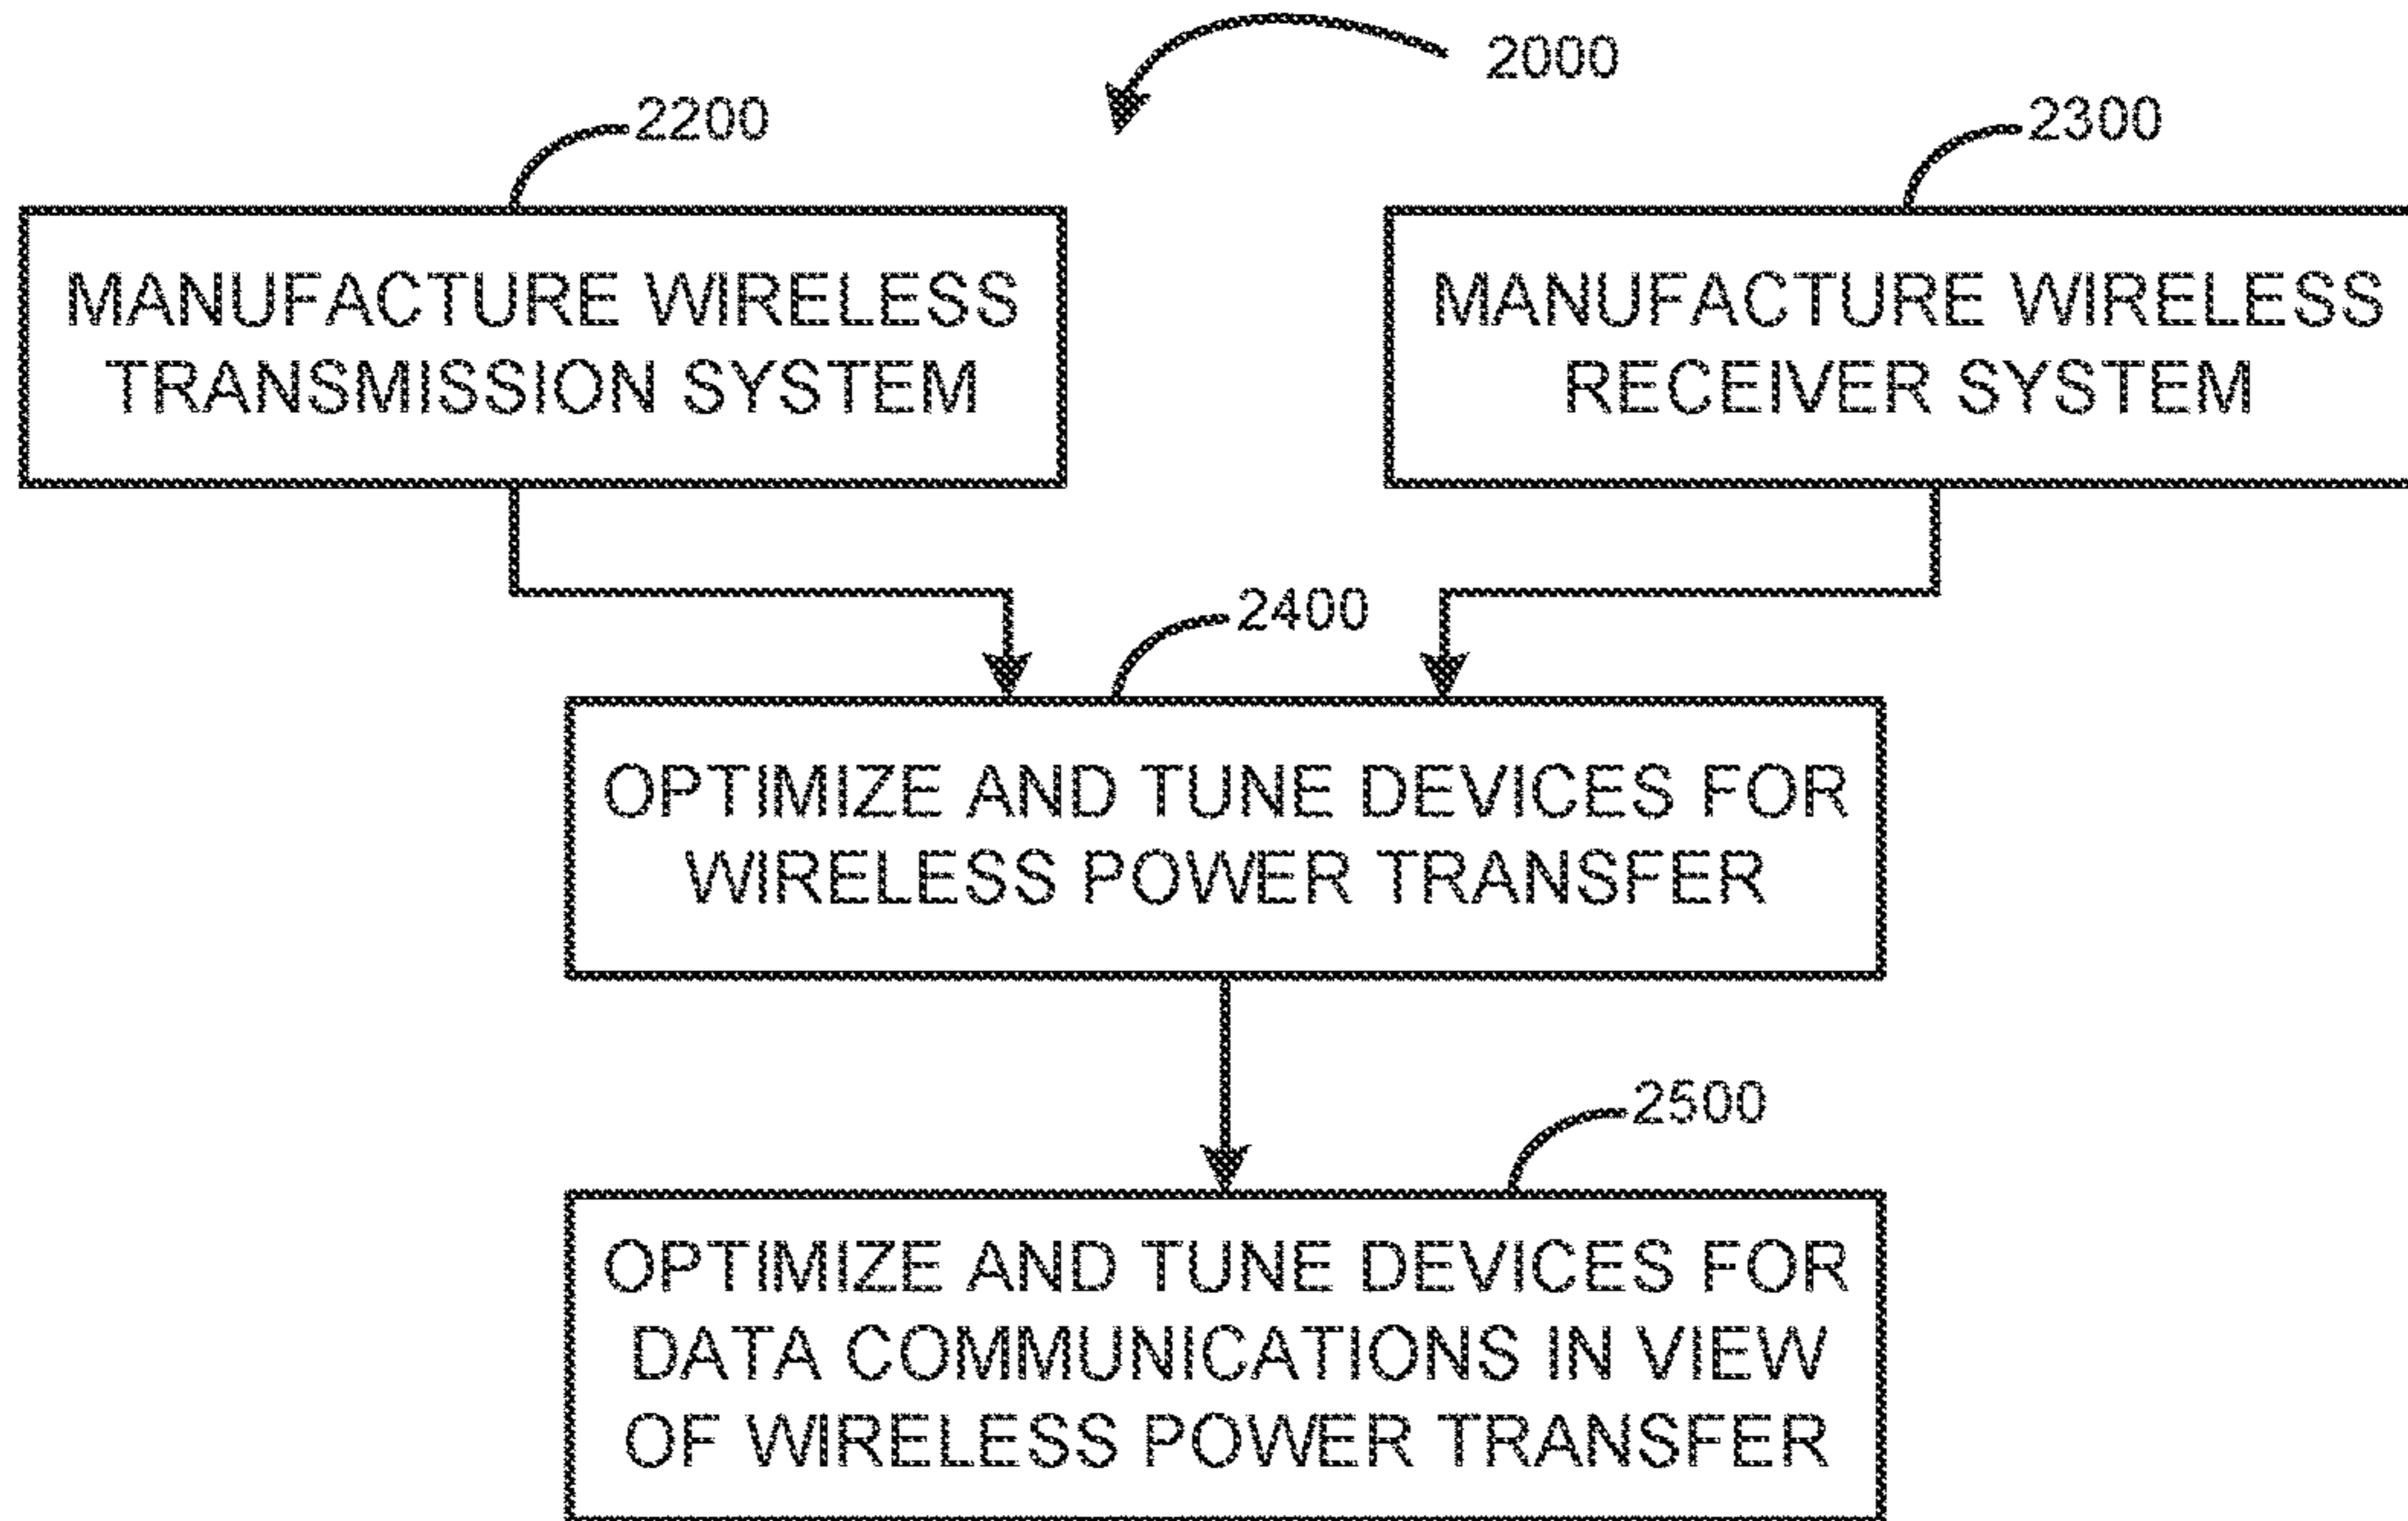 2000
2200
2300
MANUFACTURE WIRELESS
TRANSMISSION SYSTEM
MANUFACTURE WIRELESS
RECEIVER SYSTEM
2400
OPTIMIZE AND TUNE DEVICES FOR
WIRELESS POWER TRANSFER
2500
OPTIMIZE AND TUNE DEVICES FOR
DATA COMMUNICATIONS IN VIEW
OF WIRELESS POWER TRANSFER